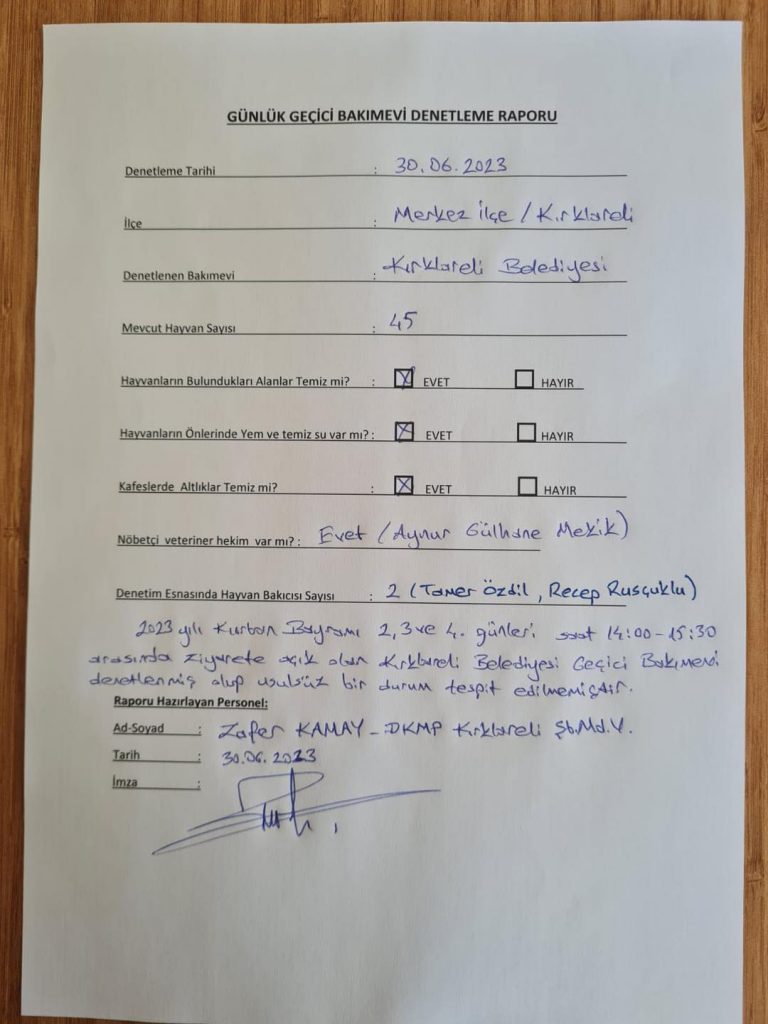 GÜNLÜK GEÇİCİ BAKIMEVİ DENETLEME RAPORU
Denetleme Tarihi : 30.06.2023
İlçe : Merkez İlçe / Kırklareli
Denetlenen Bakımevi : Kırklareli Belediyesi
Mevcut Hayvan Sayısı : 45
Hayvanların Bulundukları Alanlar Temiz mi? : ☒ EVET ☐ HAYIR
Hayvanların Önlerinde Yem ve temiz su var mı? : ☒ EVET ☐ HAYIR
Kafeslerde Altlıklar Temiz mi? : ☒ EVET ☐ HAYIR
Nöbetçi veteriner hekim var mı? : Evet (Aynur Gülhane Mekik)
Denetim Esnasında Hayvan Bakıcısı Sayısı : 2 (Tamer Özdil, Recep Rusçuklu)
2023 yılı Kurban Bayramı 2, 3 ve 4. günleri saat 14:00-15:30
arasında ziyarete açık olan Kırklareli Belediyesi Geçici Bakımevi
denetlenmiş olup usulsüz bir durum tespit edilmemiştir.
Raporu Hazırlayan Personel:
Ad-Soyad : Zafer KAMAY - DKMP Kırklareli Şb.Md.V.
Tarih : 30.06.2023
İmza :